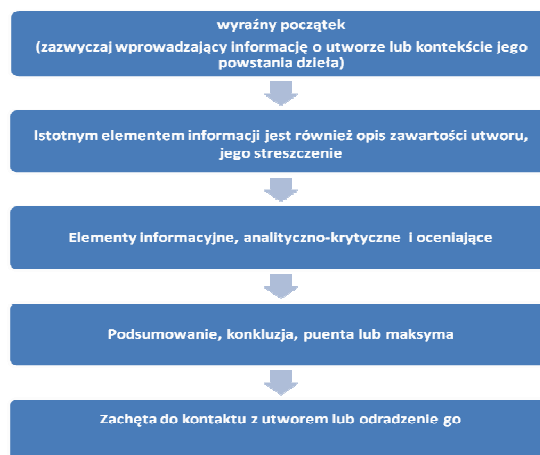 wyraźny początek
(zazwyczaj wprowadzający informację o utworze lub kontekście jego
powstania dzieła)
Istotnym elementem informacji jest również opis zawartości utworu,
jego streszczenie
Elementy informacyjne, analityczno-krytyczne i oceniające
Podsumowanie, konkluzja, puenta lub maksyma
Zachęta do kontaktu z utworem lub odradzenie go